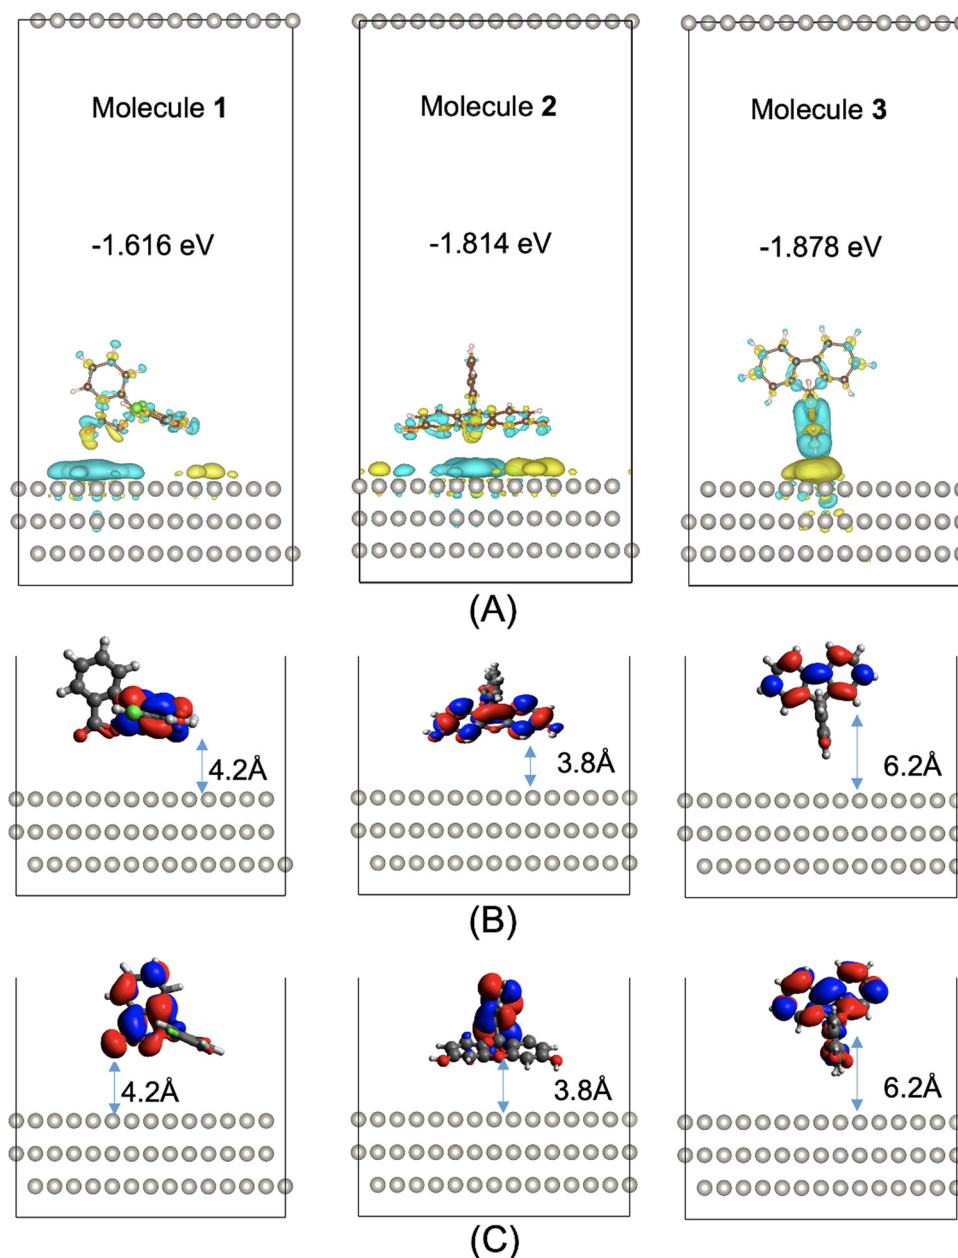 Molecule 1
Molecule 2
Molecule 3
-1.616 eV
-1.814 eV
-1.878 eV
(A)
4.2Å
3.8Å
6.2Å
(B)
4.2Å
3.8Å
6.2Å
(C)